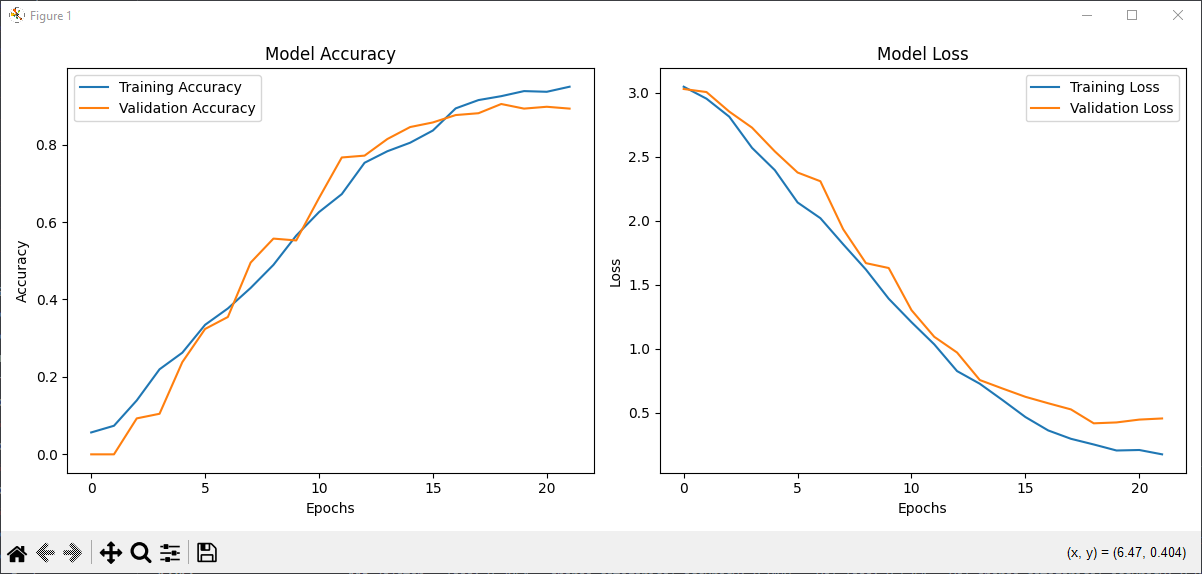 Figure 1
Model Accuracy
Training Accuracy
Validation Accuracy
Accuracy
0.8
0.6
0.4
0.2
0.0
0 5 10 15 20
Epochs
Model Loss
Training Loss
Validation Loss
Loss
3.0
2.5
2.0
1.5
1.0
0.5
0 5 10 15 20
Epochs
(x, y) = (6.47, 0.404)